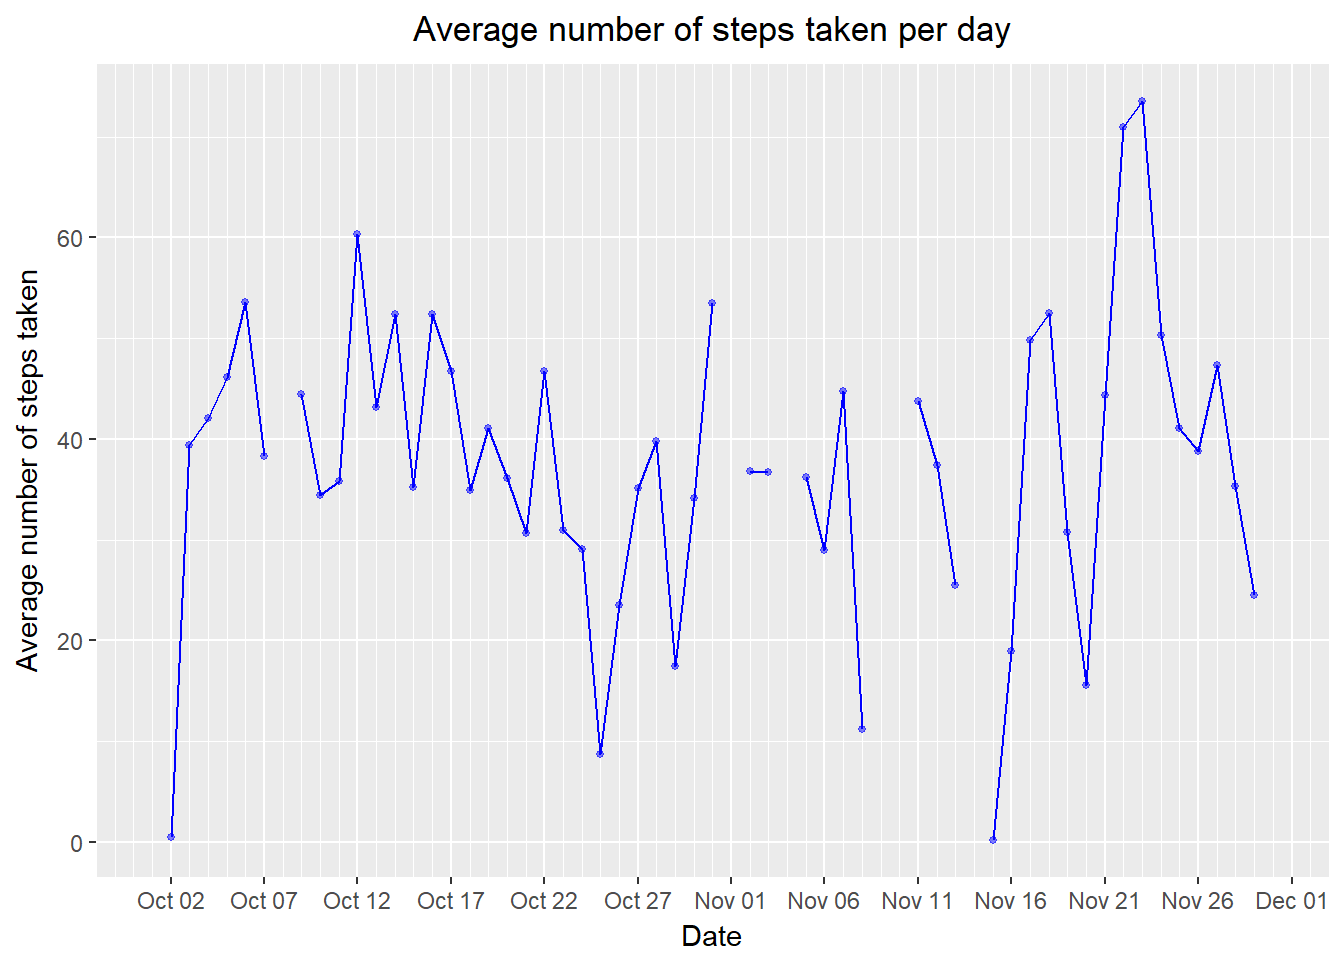 Average number of steps taken per day
Average number of steps taken
60
40
20
0
Oct 02 Oct 07 Oct 12 Oct 17 Oct 22 Oct 27 Nov 01 Nov 06 Nov 11 Nov 16 Nov 21 Nov 26 Dec 01
Date